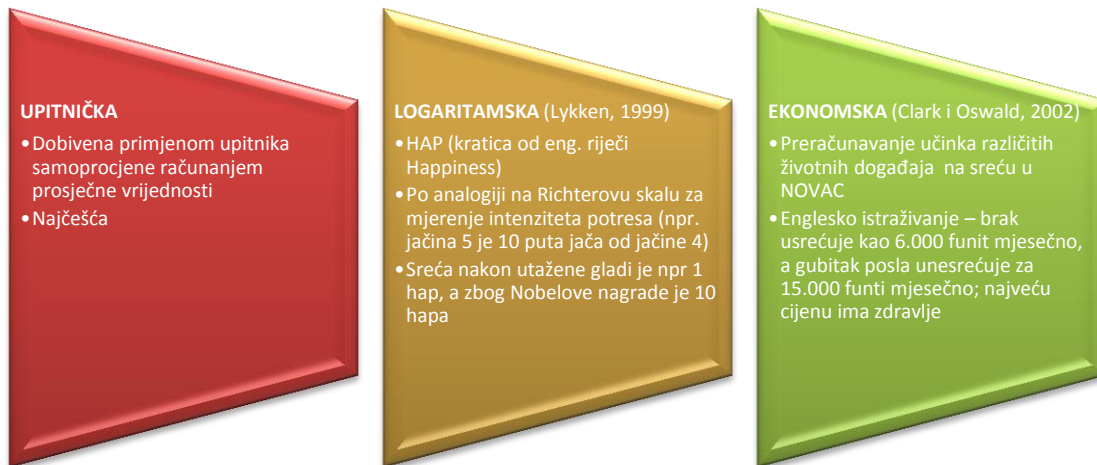 UPITNIČKA
•Dobivena primjenom upitnika
samoprocjene računanjem
prosječne vrijednosti
•Najčešća
LOGARITAMSKA (Lykken, 1999)
•HAP (kratica od eng. riječi
Happiness)
•Po analogiji na Richterovu skalu za
mjerenje intenziteta potresa (npr.
jačina 5 je 10 puta jača od jačine 4)
•Sreća nakon utažene gladi je npr 1
hap, a zbog Nobelove nagrade je 10
hapa
EKONOMSKA (Clark i Oswald, 2002)
•Preračunavanje učinka različitih
životnih događaja na sreću u
NOVAC
•Englesko istraživanje – brak
usrećuje kao 6.000 funit mjesečno,
a gubitak posla unesrećuje za
15.000 funti mjesečno; najveću
cijenu ima zdravlje